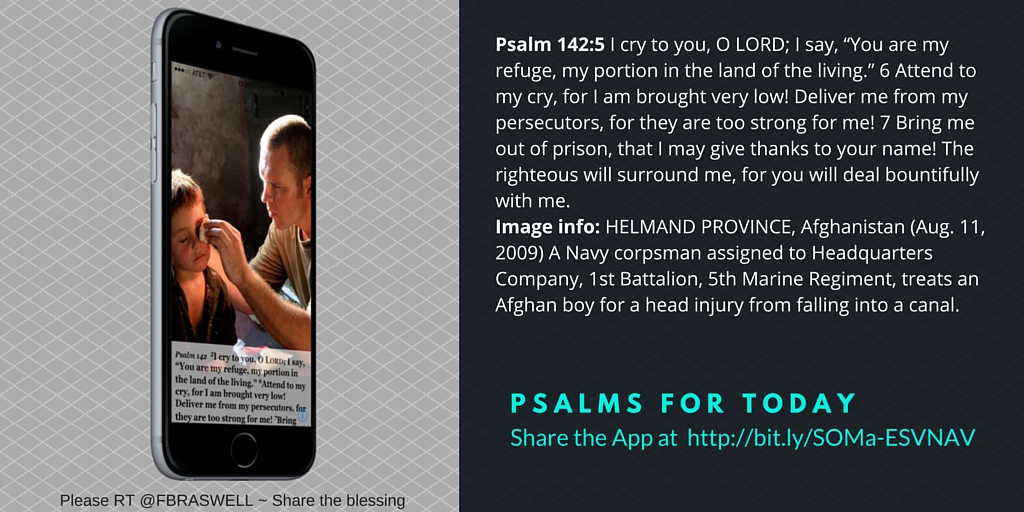 AT&T
Psalm 142 5I cry to you, O LORD; I say,
“You are my refuge, my portion in
the land of the living.” 6Attend to my
cry, for I am brought very low!
Deliver me from my persecutors, for
they are too strong for me! 7Bring
Please RT @FBRASWELL ~ Share the blessing
Psalm 142:5 I cry to you, O LORD; I say, “You are my
refuge, my portion in the land of the living.” 6 Attend to
my cry, for I am brought very low! Deliver me from my
persecutors, for they are too strong for me! 7 Bring me
out of prison, that I may give thanks to your name! The
righteous will surround me, for you will deal bountifully
with me.
Image info: HELMAND PROVINCE, Afghanistan (Aug. 11,
2009) A Navy corpsman assigned to Headquarters
Company, 1st Battalion, 5th Marine Regiment, treats an
Afghan boy for a head injury from falling into a canal.
PSALMS FOR TODAY
Share the App at http://bit.ly/SOMa-ESVNAV